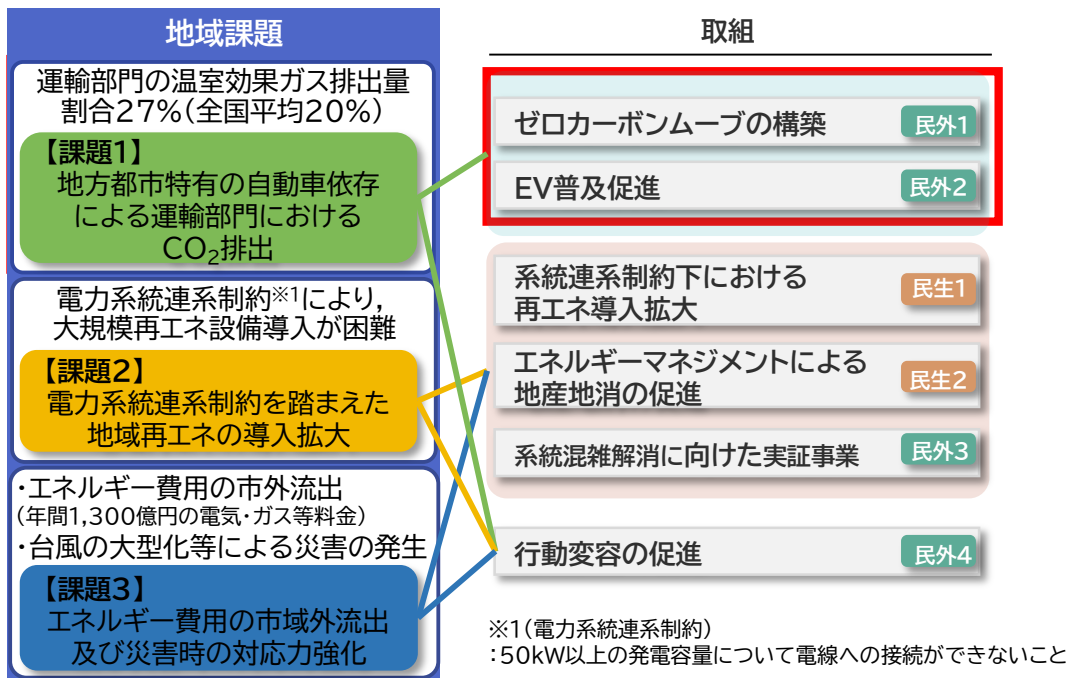 地域課題
運輸部門の温室効果ガス排出量
割合27%(全国平均20%)
【課題1】
地方都市特有の自動車依存
による運輸部門における
CO₂排出
電力系統連系制約※1により,
大規模再エネ設備導入が困難
【課題2】
電力系統連系制約を踏まえた
地域再エネの導入拡大
・エネルギー費用の市外流出
(年間1,300億円の電気・ガス等料金)
・台風の大型化等による災害の発生
【課題3】
エネルギー費用の市域外流出
及び災害時の対応力強化
取組
ゼロカーボンムーブの構築 民外1
EV普及促進 民外2
系統連系制約下における
再エネ導入拡大 民生1
エネルギーマネジメントによる
地産地消の促進 民生2
系統混雑解消に向けた実証事業 民外3
行動変容の促進 民外4
※1(電力系統連系制約)
:50kW以上の発電容量について電線への接続ができないこと